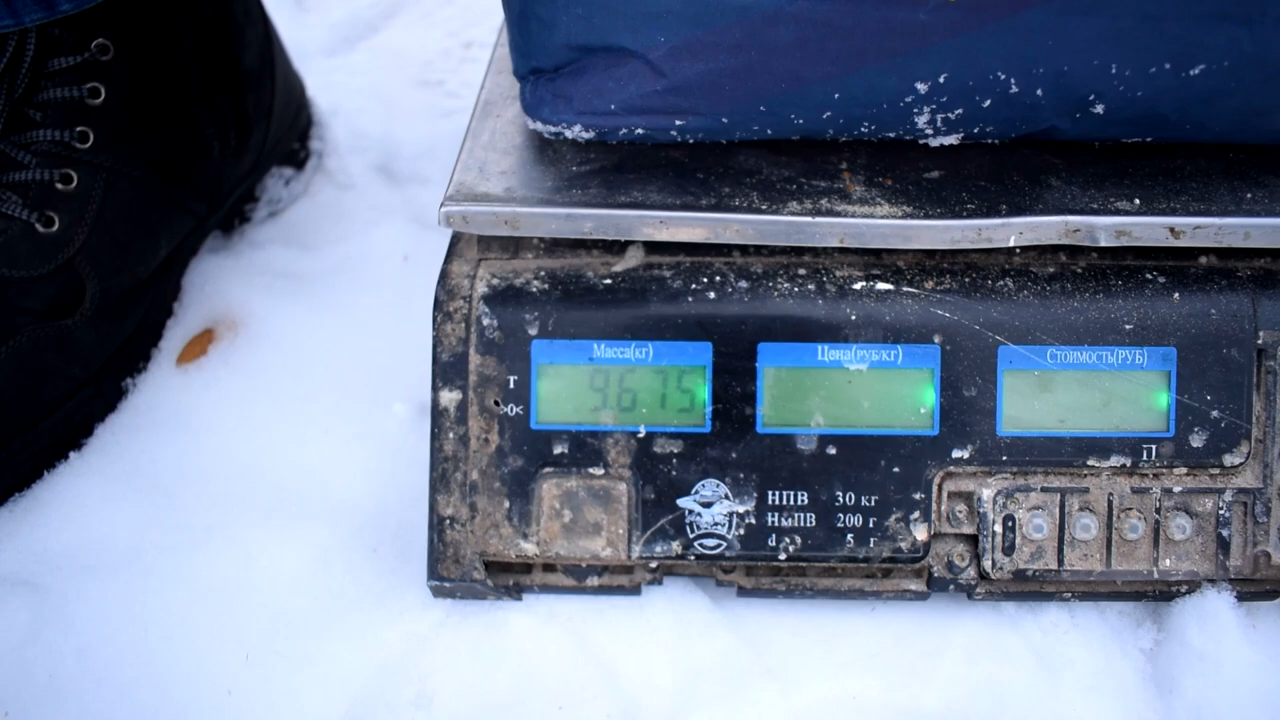 Масса(кг)
Цена(РУБ/КГ)
Стоимость(РУБ)
Т
>0<
9.675
П
НПВ 30 кг
НмПВ 200 г
d 5 г